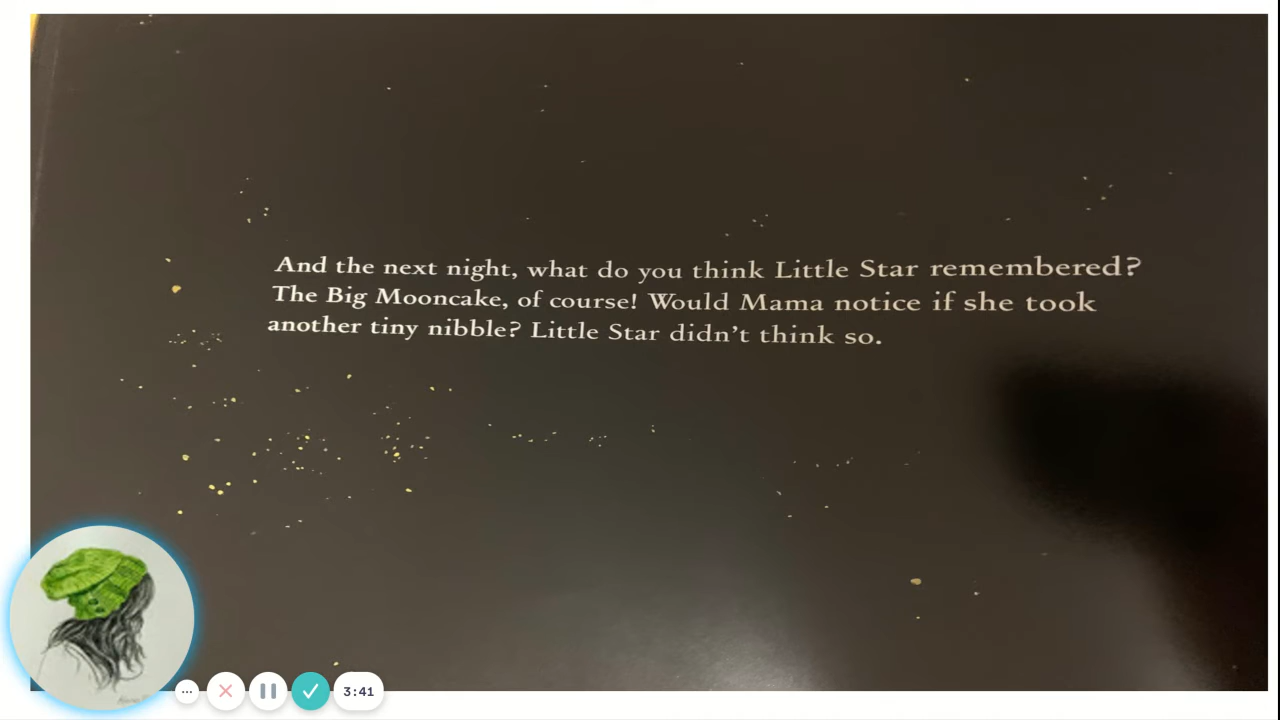 And the next night, what do you think Little Star remembered?
The Big Mooncake, of course! Would Mama notice if she took
another tiny nibble? Little Star didn't think so.
3:41